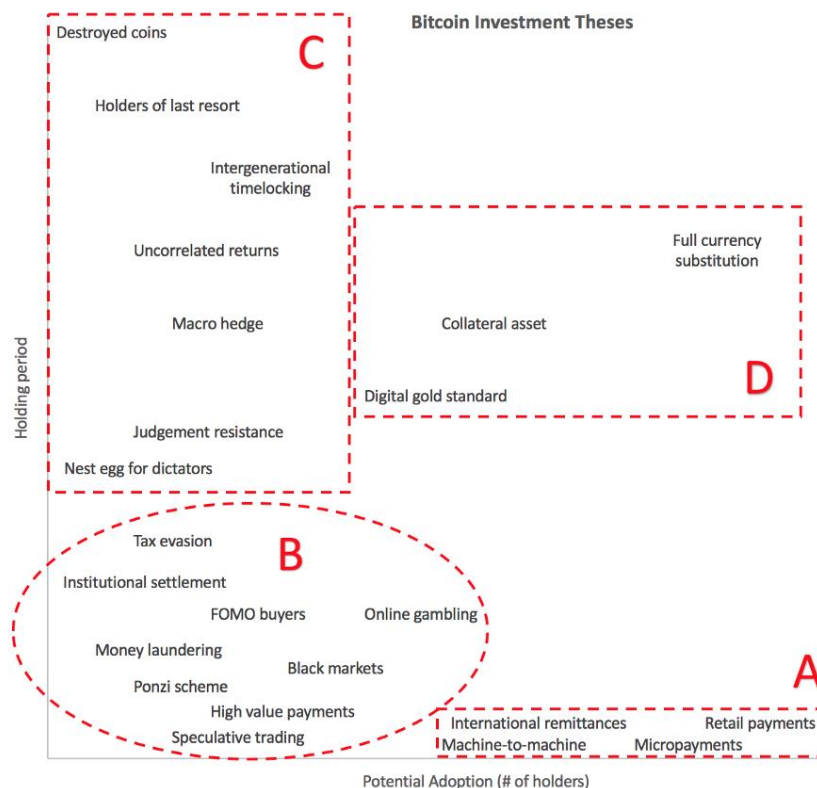 Bitcoin Investment Theses
Destroyed coins
C
Holders of last resort
Intergenerational
timelocking
Uncorrelated returns
Full currency
substitution
Macro hedge
Collateral asset
D
Digital gold standard
Holding period
Judgement resistance
Nest egg for dictators
Tax evasion
B
Institutional settlement
FOMO buyers
Online gambling
Money laundering
Black markets
Ponzi scheme
A
High value payments
International remittances
Retail payments
Speculative trading
Machine-to-machine
Micropayments
Potential Adoption (# of holders)